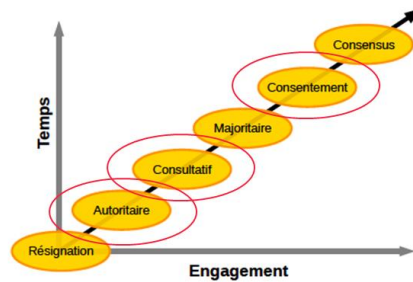 Consensus
Consentement
Majoritaire
Consultatif
Autoritaire
Résignation
Temps
Engagement